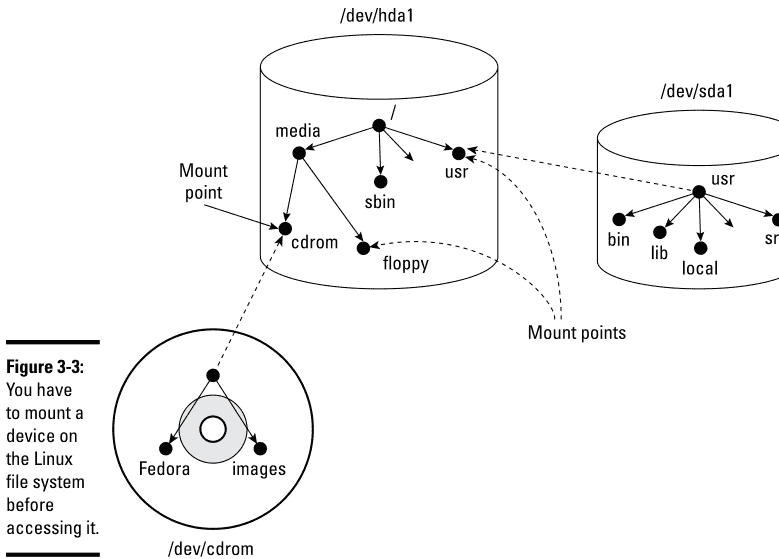 /dev/hda1
/dev/sda1
/
media
usr
Mount
point
sbin
cdrom
floppy
usr
bin
lib
local
sr
Mount points
Figure 3-3:
You have
to mount a
device on
the Linux
file system
before
accessing it.
Fedora
images
/dev/cdrom